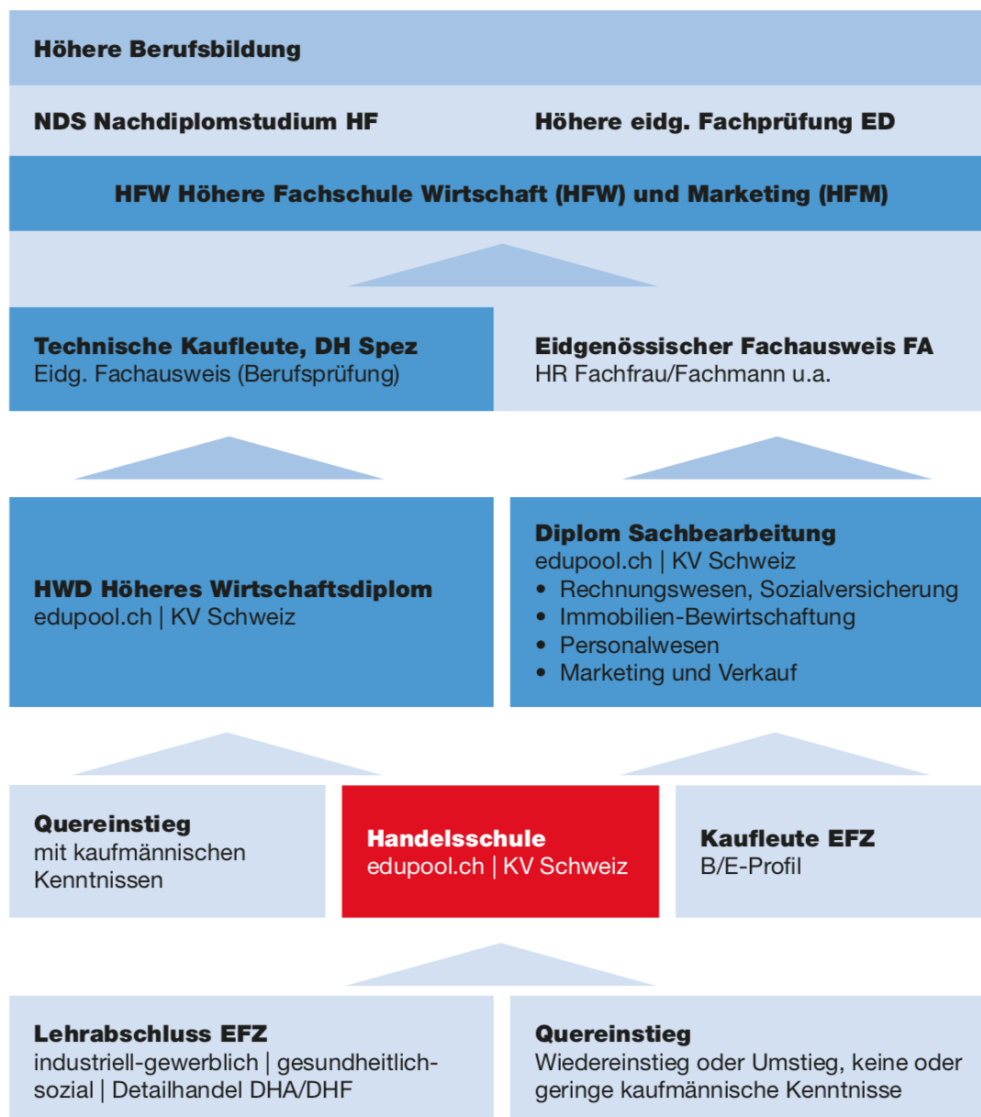 Höhere Berufsbildung
NDS Nachdiplomstudium HF
Höhere eidg. Fachprüfung ED
HFW Höhere Fachschule Wirtschaft (HFW) und Marketing (HFM)
Technische Kaufleute, DH Spez
Eidg. Fachausweis (Berufsprüfung)
Eidgenössischer Fachausweis FA
HR Fachfrau/Fachmann u.a.
HWD Höheres Wirtschaftsdiplom
edupool.ch | KV Schweiz
Diplom Sachbearbeitung
edupool.ch | KV Schweiz
• Rechnungswesen, Sozialversicherung
• Immobilien-Bewirtschaftung
• Personalwesen
• Marketing und Verkauf
Quereinstieg
mit kaufmännischen
Kenntnissen
Handelsschule
edupool.ch | KV Schweiz
Kaufleute EFZ
B/E-Profil
Lehrabschluss EFZ
industriell-gewerblich | gesundheitlich-
sozial | Detailhandel DHA/DHF
Quereinstieg
Wiedereinstieg oder Umstieg, keine oder
geringe kaufmännische Kenntnisse